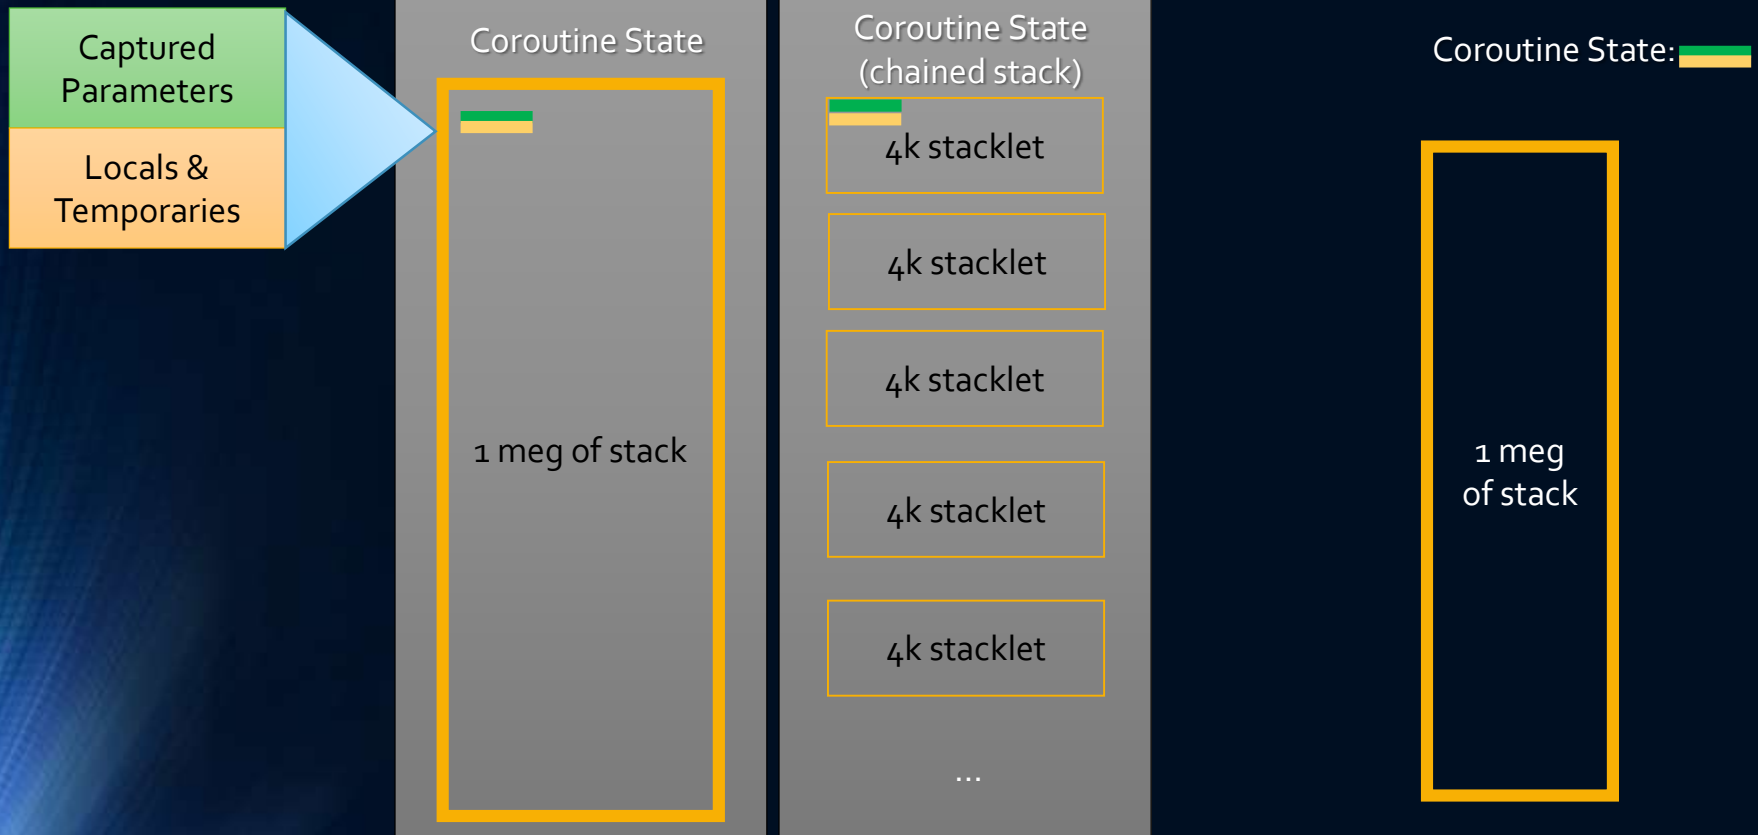 Captured
Parameters
Locals &
Temporaries
Coroutine State
1 meg of stack
Coroutine State
(chained stack)
4k stacklet
4k stacklet
4k stacklet
4k stacklet
4k stacklet
...
Coroutine State:
1 meg
of stack